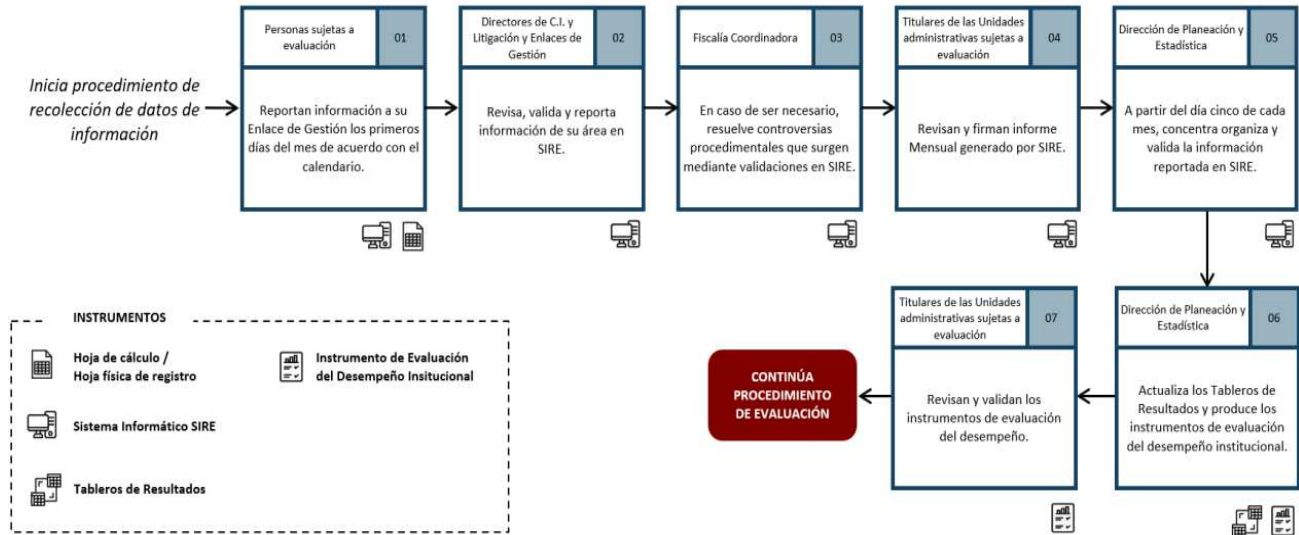 Inicia procedimiento de
recolección de datos de
información
Personas sujetas a
evaluación
01
Reportan información a su
Enlace de Gestión los primeros
días del mes de acuerdo con el
calendario.
Directores de C.I. y
Litigación y Enlaces de
Gestión
02
Revisa, valida y reporta
información de su área en
SIRE.
Fiscalía Coordinadora
03
En caso de ser necesario,
resuelve controversias
procedimentales que surgen
mediante validaciones en SIRE.
Titulares de las Unidades
administrativas sujetas a
evaluación
04
Revisan y firman informe
Mensual generado por SIRE.
Dirección de Planeación y
Estadística
05
A partir del día cinco de cada
mes, concentra organiza y
valida la información
reportada en SIRE.
Dirección de Planeación y
Estadística
06
Actualiza los Tableros de
Resultados y produce los
instrumentos de evaluación
del desempeño institucional.
Titulares de las Unidades
administrativas sujetas a
evaluación
07
Revisan y validan los
instrumentos de evaluación
del desempeño.
CONTINÚA
PROCEDIMIENTO
DE EVALUACIÓN
INSTRUMENTOS
Hoja de cálculo /
Hoja física de registro
Instrumento de Evaluación
del Desempeño Insitucional
Sistema Informático SIRE
Tableros de Resultados